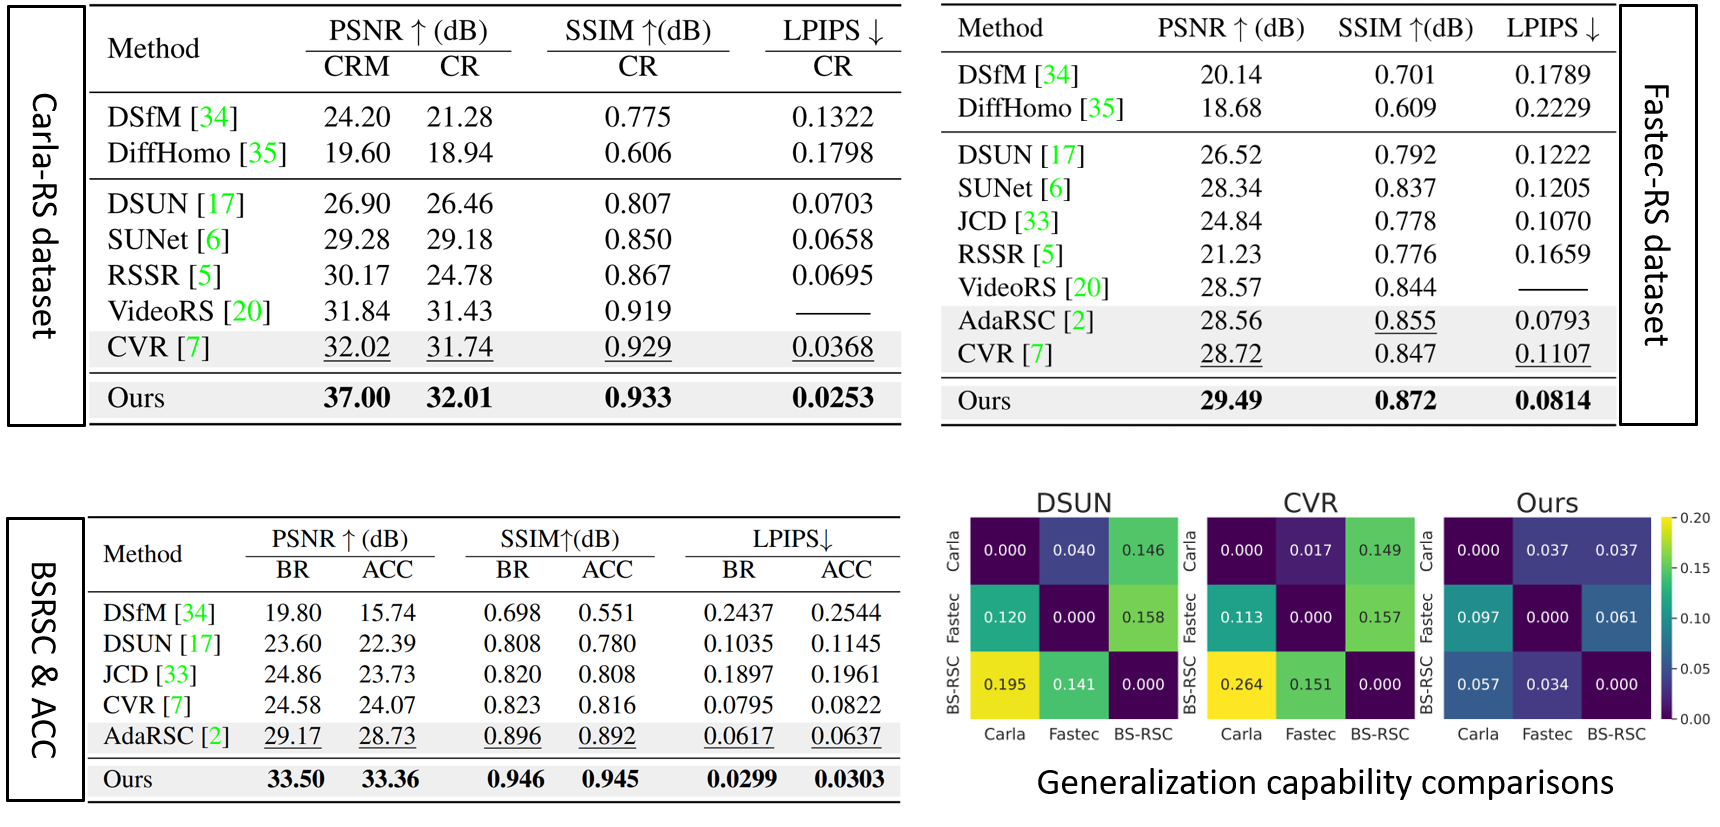 Carla-RS dataset
Method PSNR ↑ (dB) SSIM ↑(dB) LPIPS ↓
CRM CR CR CR
DSfM [34] 24.20 21.28 0.775 0.1322
DiffHomo [35] 19.60 18.94 0.606 0.1798
DSUN [17] 26.90 26.46 0.807 0.0703
SUNet [6] 29.28 29.18 0.850 0.0658
RSSR [5] 30.17 24.78 0.867 0.0695
VideoRS [20] 31.84 31.43 0.919 ——
CVR [7] 32.02 31.74 0.929 0.0368
Ours 37.00 32.01 0.933 0.0253
Method PSNR ↑ (dB) SSIM ↑(dB) LPIPS ↓
DSfM [34] 20.14 0.701 0.1789
DiffHomo [35] 18.68 0.609 0.2229
DSUN [17] 26.52 0.792 0.1222
SUNet [6] 28.34 0.837 0.1205
JCD [33] 24.84 0.778 0.1070
RSSR [5] 21.23 0.776 0.1659
VideoRS [20] 28.57 0.844 ——
AdaRSC [2] 28.56 0.855 0.0793
CVR [7] 28.72 0.847 0.1107
Ours 29.49 0.872 0.0814
Fastec-RS dataset
BSRSC & ACC
Method PSNR ↑ (dB) SSIM↑(dB) LPIPS↓
BR ACC BR ACC BR ACC
DSfM [34] 19.80 15.74 0.698 0.551 0.2437 0.2544
DSUN [17] 23.60 22.39 0.808 0.780 0.1035 0.1145
JCD [33] 24.86 23.73 0.820 0.808 0.1897 0.1961
CVR [7] 24.58 24.07 0.823 0.816 0.0795 0.0822
AdaRSC [2] 29.17 28.73 0.896 0.892 0.0617 0.0637
Ours 33.50 33.36 0.946 0.945 0.0299 0.0303
DSUN CVR Ours
Carla 0.000 0.040 0.146 Carla 0.000 0.017 0.149 Carla 0.000 0.037 0.037
Fastec 0.120 0.000 0.158 Fastec 0.113 0.000 0.157 Fastec 0.097 0.000 0.061
BS-RSC 0.195 0.141 0.000 BS-RSC 0.264 0.151 0.000 BS-RSC 0.057 0.034 0.000
Carla Fastec BS-RSC Carla Fastec BS-RSC Carla Fastec BS-RSC
0.20
0.15
0.10
0.05
0.00
Generalization capability comparisons